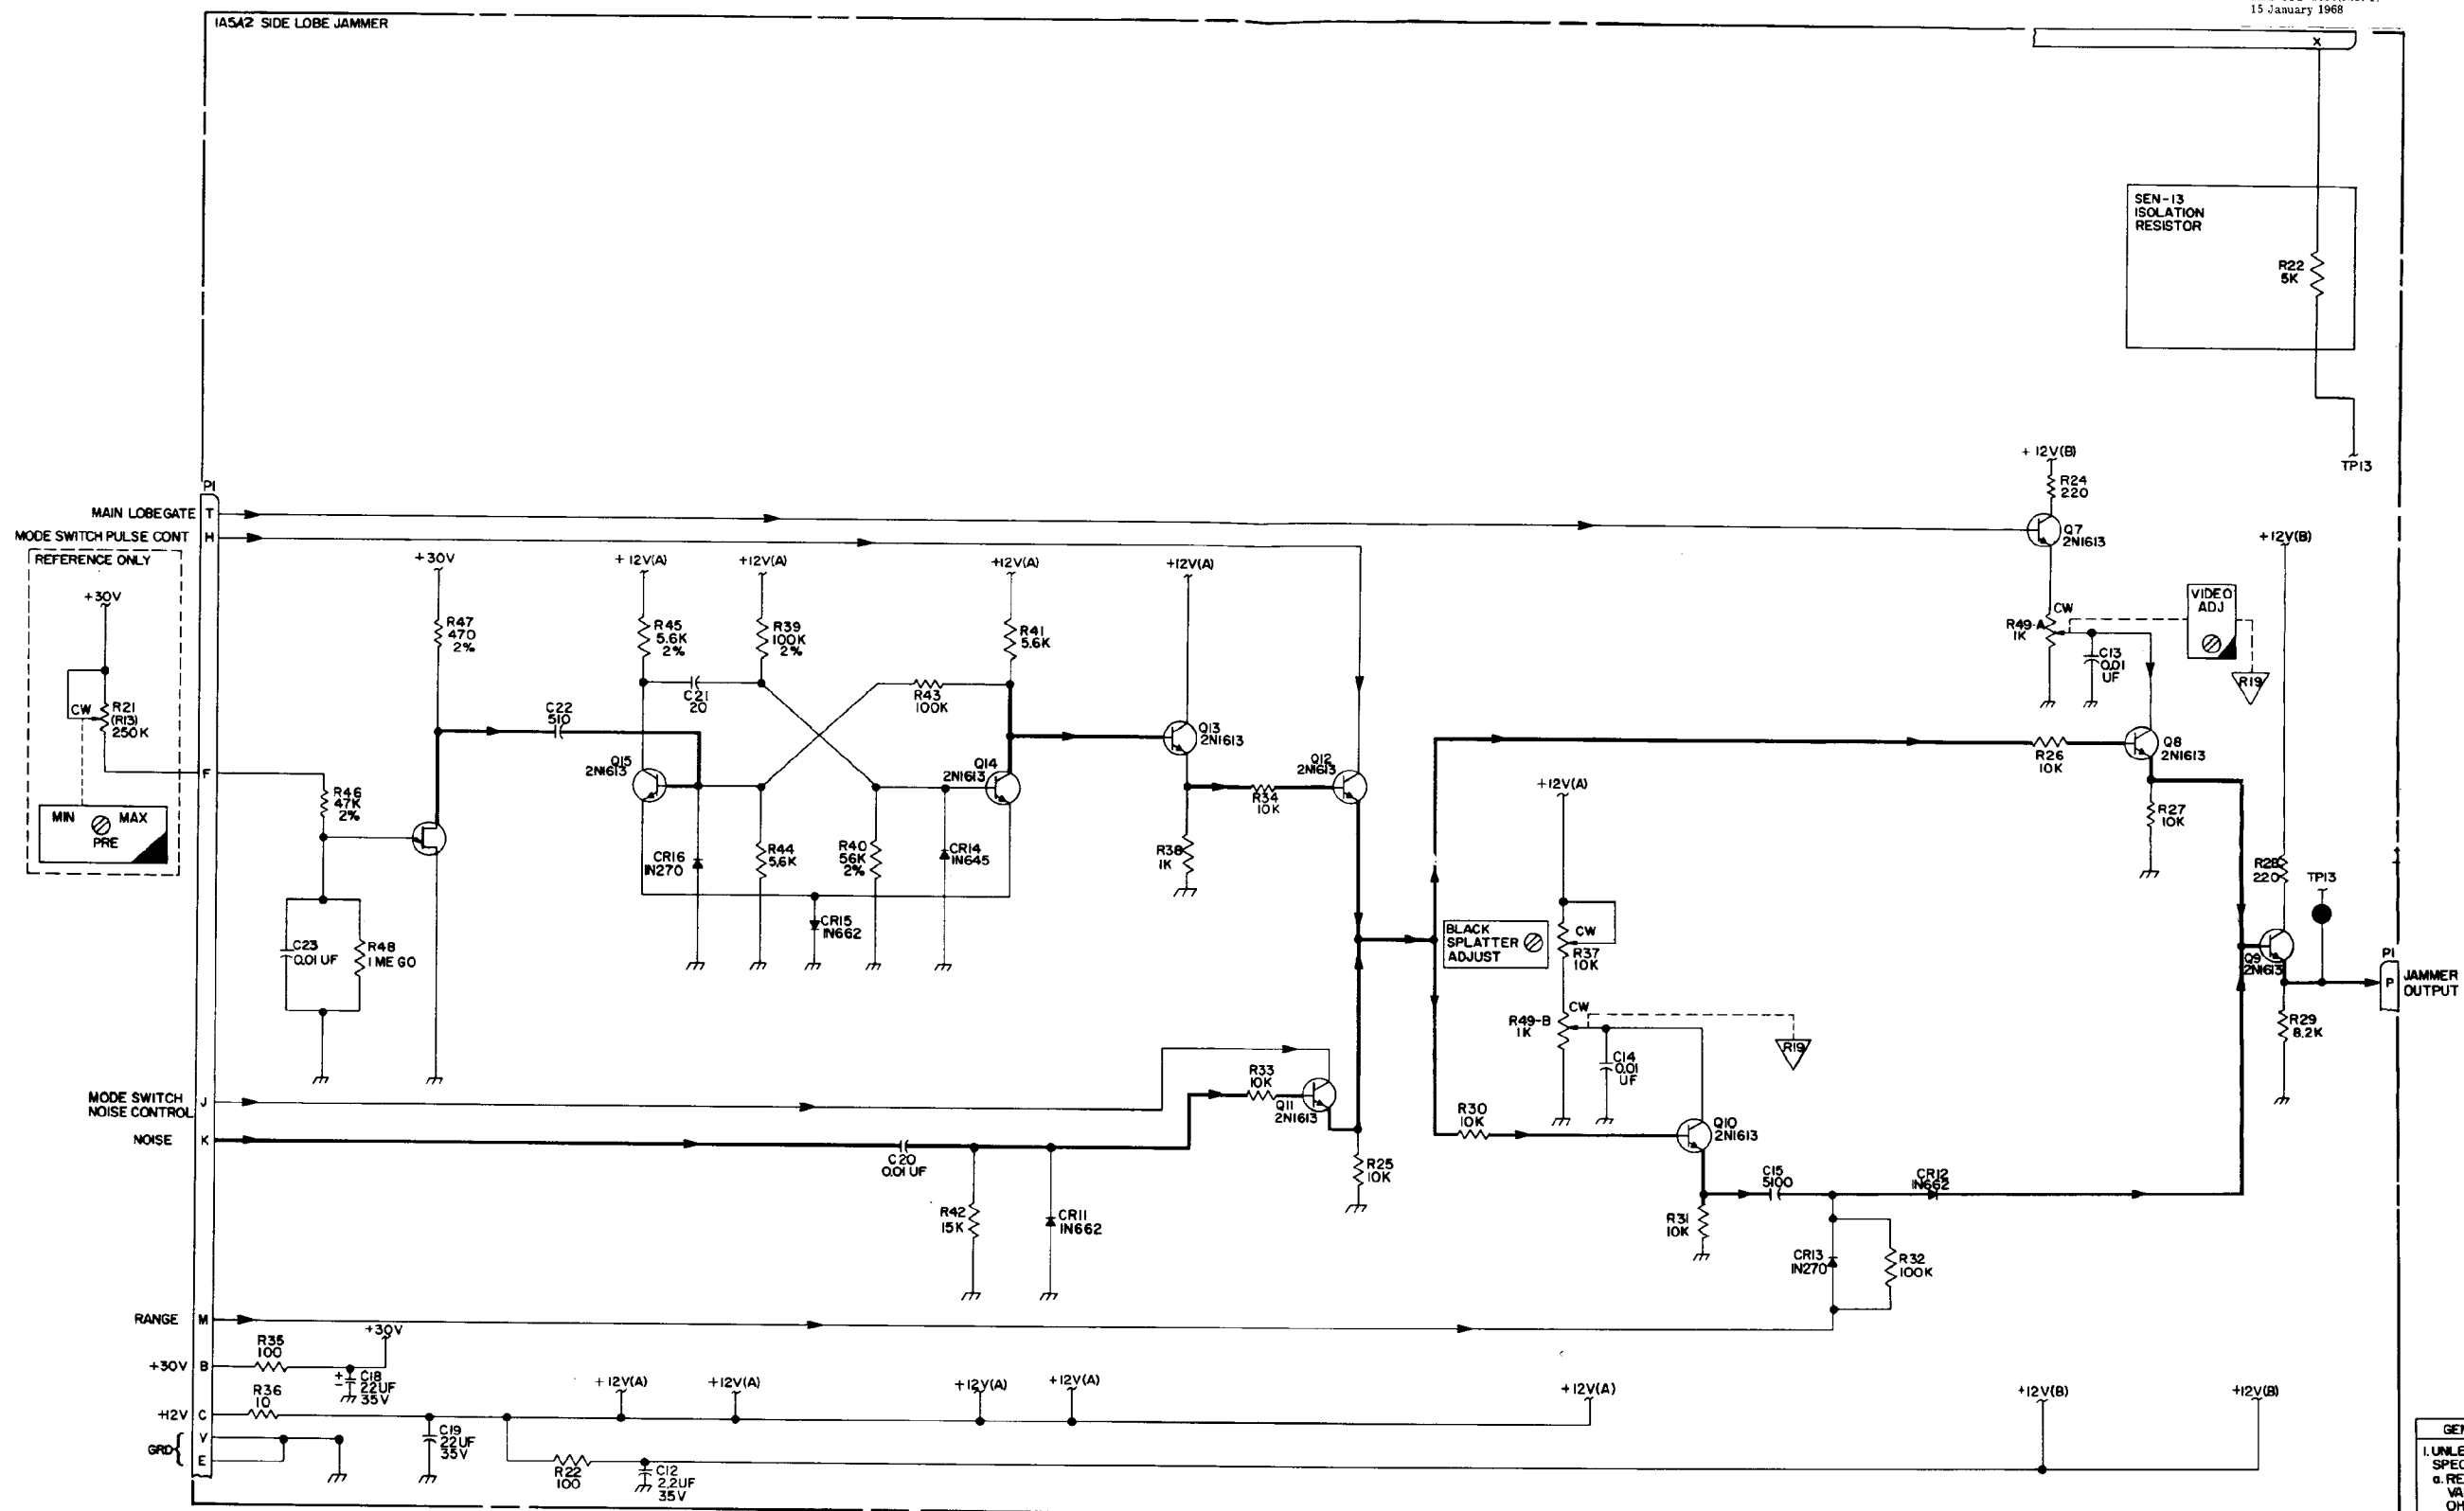 15 January 1968
1A5A2 SIDE LOBE JAMMER
X
SEN-13
ISOLATION
RESISTOR
R22
5K
TP13
P1
MAIN LOBE GATE T
MODE SWITCH PULSE CONT H
REFERENCE ONLY
+30V
CW
R21
(R13)
250K
MIN MAX
PRE
F
+30V
R47
470
2%
R46
47K
2%
C23
0.01 UF
R48
1 MEG Ω
C22
510
+12V(A)
R45
5.6K
2%
C21
20
+12V(A)
R39
100K
2%
R43
100K
+12V(A)
R41
5.6K
Q15
2N1613
Q14
2N1613
CR16
IN270
R44
5.6K
R40
56K
2%
CR14
IN645
CR15
IN662
+12V(A)
Q13
2N1613
R38
1K
R34
10K
Q12
2N1613
+12V(B)
R24
220
Q7
2N1613
CW
R49-A
1K
C13
0.01
UF
VIDEO
ADJ
R19
R26
10K
Q8
2N1613
R27
10K
+12V(B)
R28
220
TP13
Q9
2N1613
P1
P
JAMMER
OUTPUT
R29
8.2K
BLACK
SPLATTER
ADJUST
+12V(A)
CW
R37
10K
CW
R49-B
1K
C14
0.01
UF
R19
MODE SWITCH
NOISE CONTROL J
NOISE K
C20
0.01 UF
R33
10K
Q11
2N1613
R42
15K
CR11
IN662
R25
10K
R30
10K
Q10
2N1613
C15
5100
CR12
IN662
R31
10K
CR13
IN270
R32
100K
RANGE M
+30V B
R35
100
+30V
C18
22UF
35V
+12V C
R36
10
C19
22UF
35V
GRD V
E
R22
100
C12
2.2UF
35V
+12V(A)
+12V(A)
+12V(A)
+12V(A)
+12V(A)
+12V(B)
+12V(B)